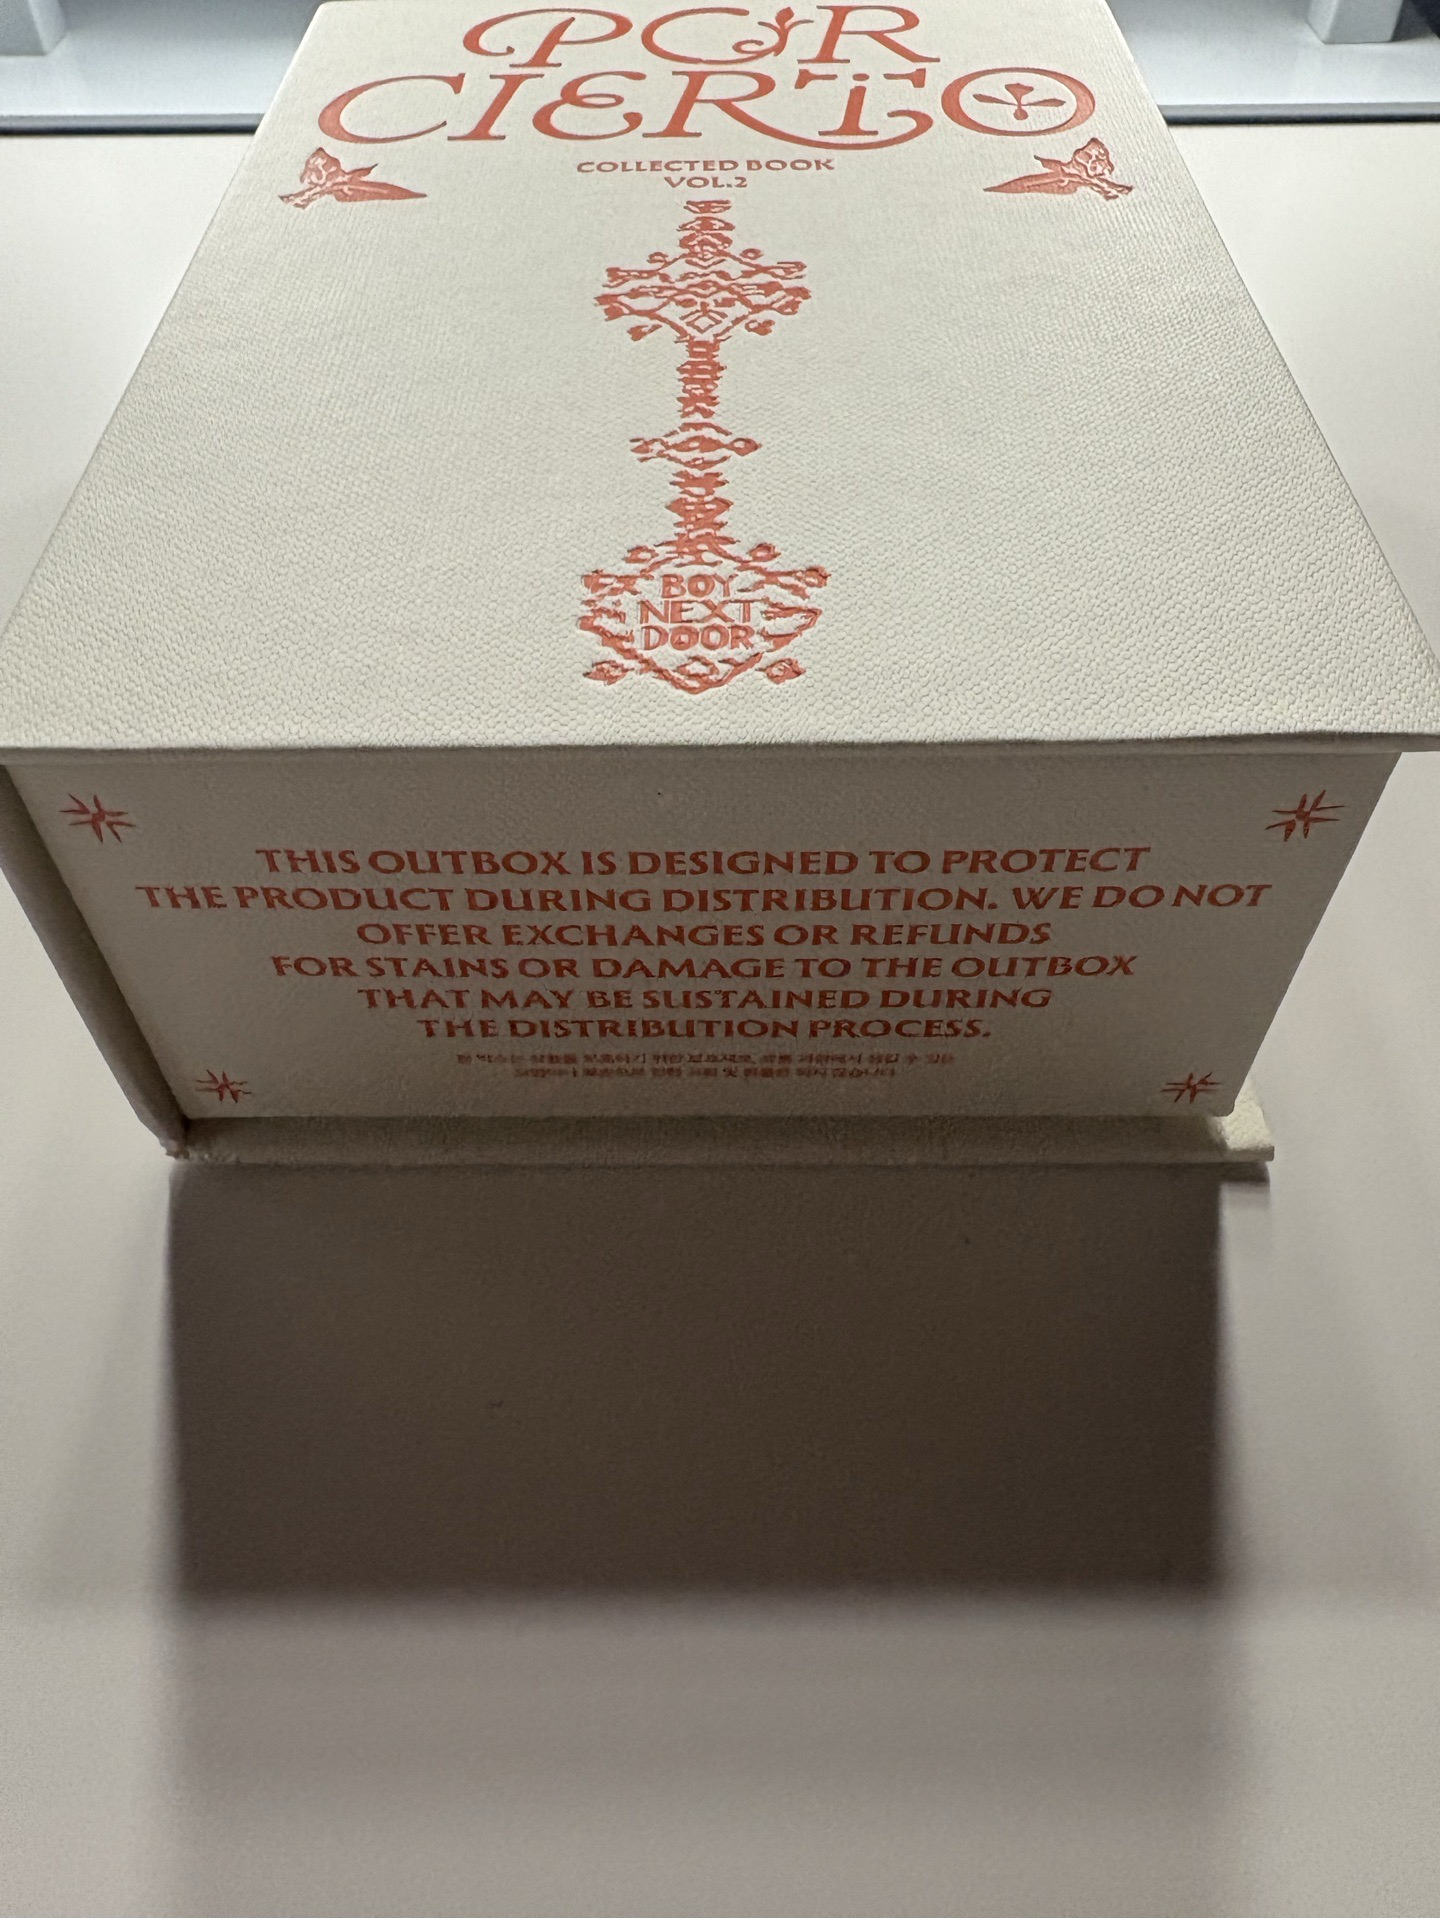 POR
CIERTO
COLLECTED BOOK
VOL.2
BOY
NEXT
DOOR
THIS OUTBOX IS DESIGNED TO PROTECT
THE PRODUCT DURING DISTRIBUTION. WE DO NOT
OFFER EXCHANGES OR REFUNDS
FOR STAINS OR DAMAGE TO THE OUTBOX
THAT MAY BE SUSTAINED DURING
THE DISTRIBUTION PROCESS.